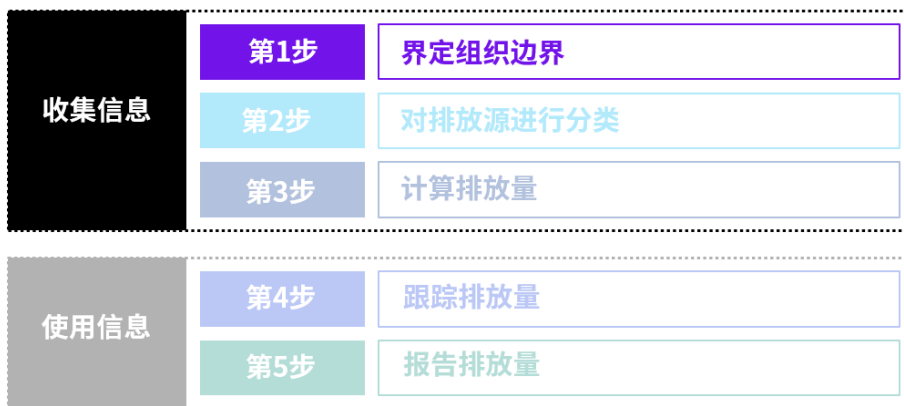 收集信息
第1步 界定组织边界
第2步 对排放源进行分类
第3步 计算排放量
使用信息
第4步 跟踪排放量
第5步 报告排放量